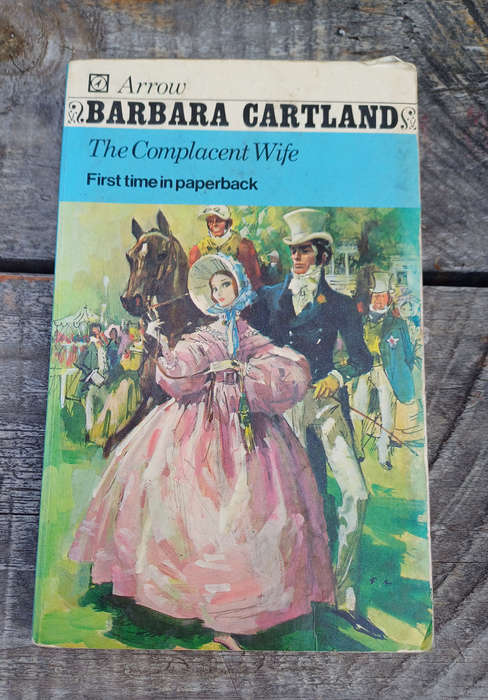 Arrow
BARBARA CARTLAND
The Complacent Wife
First time in paperback